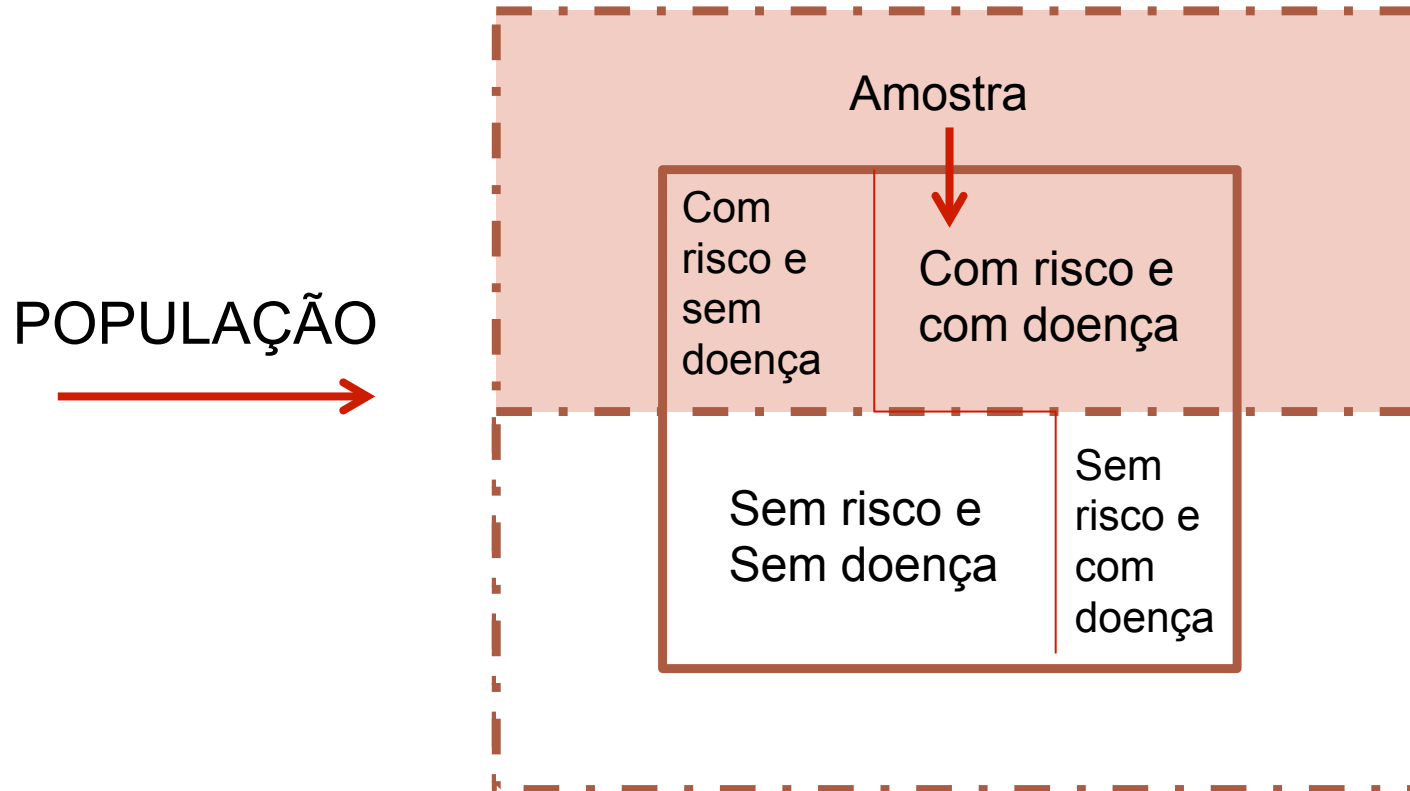 Amostra
Com
risco e
sem
doença
Com risco e
com doença
POPULAÇÃO
Sem risco e
Sem doença
Sem
risco e
com
doença